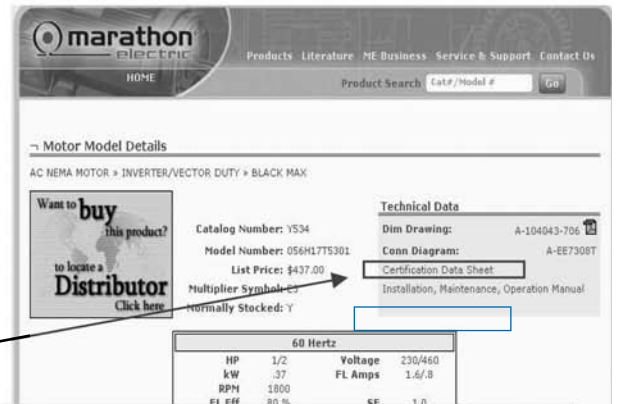 marathon
electric
Products Literature ME Business Service & Support Contact Us
HOME
Product Search Cat#/Model # Go
¬ Motor Model Details
AC NEMA MOTOR » INVERTER/VECTOR DUTY » BLACK MAX
Want to buy
this product?
to locate a
Distributor
Click here
Catalog Number: Y534
Model Number: 056H17T5301
List Price: $437.00
Multiplier Symbol:
Normally Stocked: Y
Technical Data
Dim Drawing: A-104043-706
Conn Diagram: A-EE7308T
Certification Data Sheet
Installation, Maintenance, Operation Manual
60 Hertz
HP 1/2 Voltage 230/460
kW .37 FL Amps 1.6/.8
RPM 1800
FL Eff 80 % SF 1.0